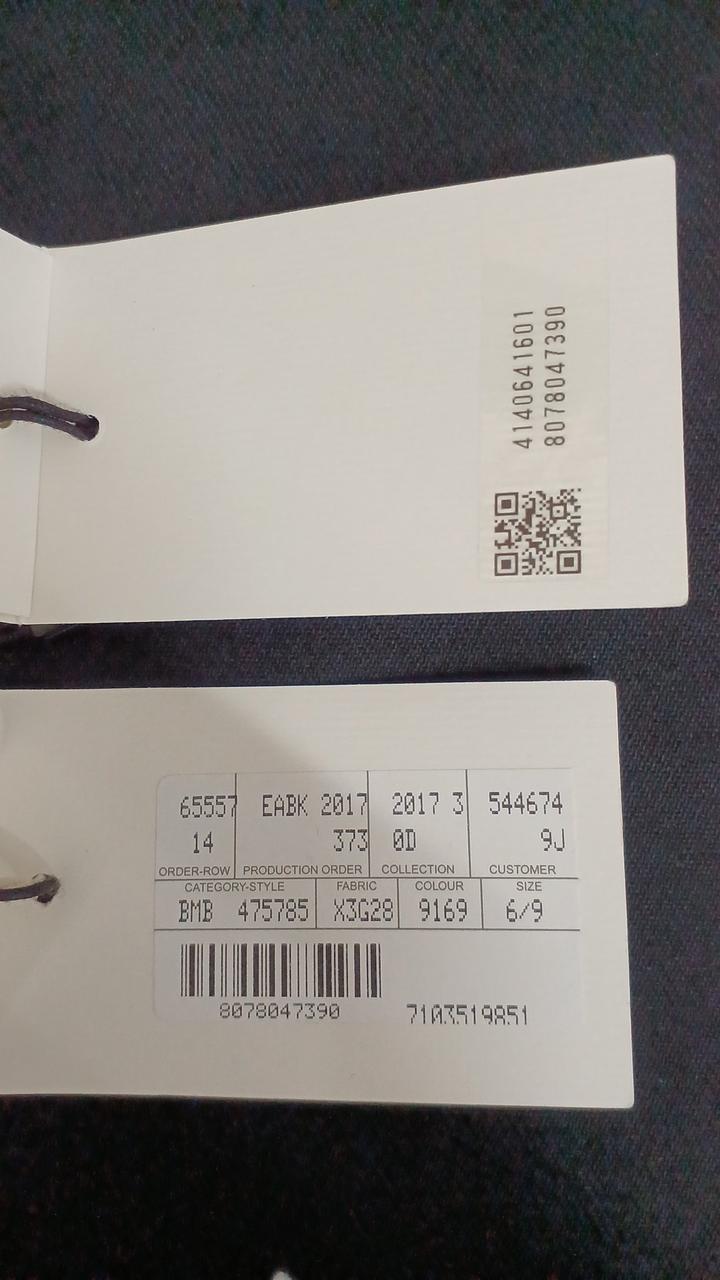 4140641601
8078047390
65557 EABK 2017 2017 3 544674
14 373 0D 9J
ORDER-ROW PRODUCTION ORDER COLLECTION CUSTOMER
CATEGORY-STYLE FABRIC COLOUR SIZE
BMB 475785 X3G28 9169 6/9
8078047390 7103519851